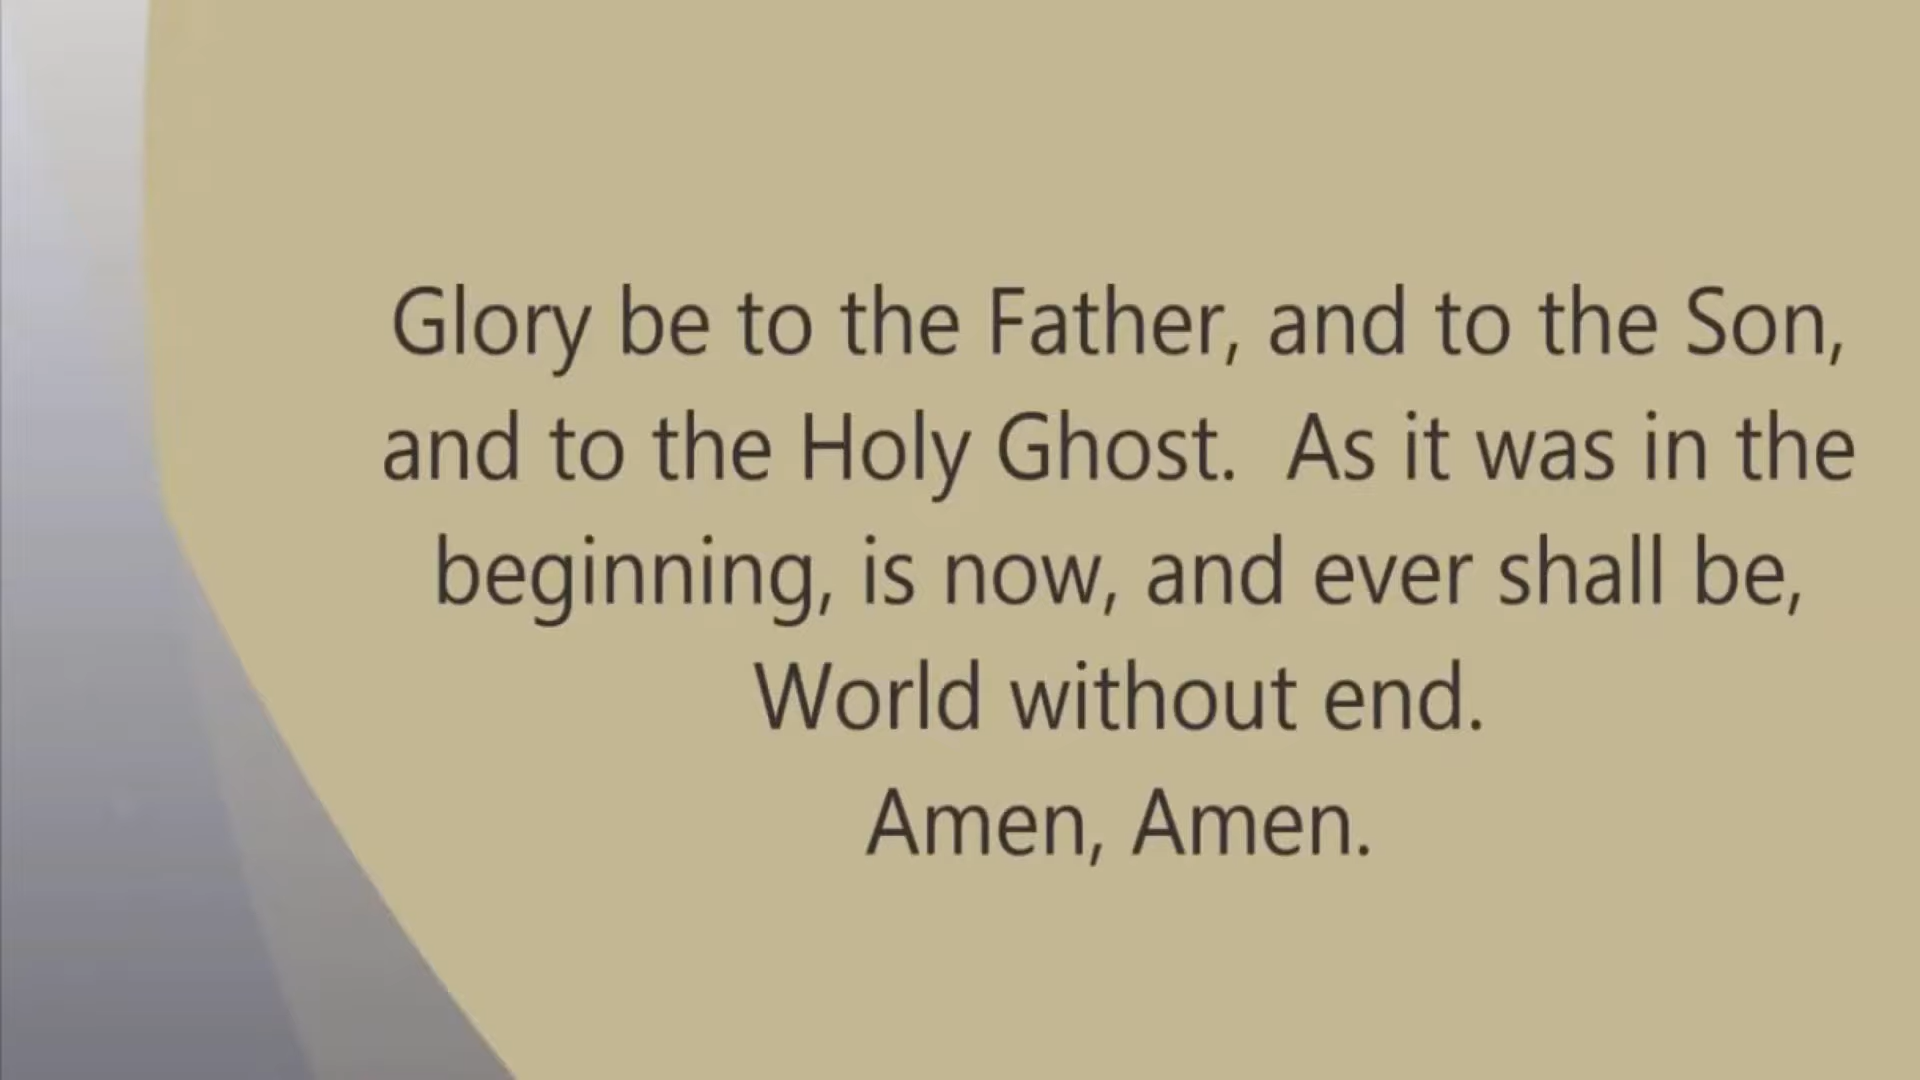 Glory be to the Father, and to the Son,
and to the Holy Ghost.  As it was in the
beginning, is now, and ever shall be,
World without end.
Amen, Amen.